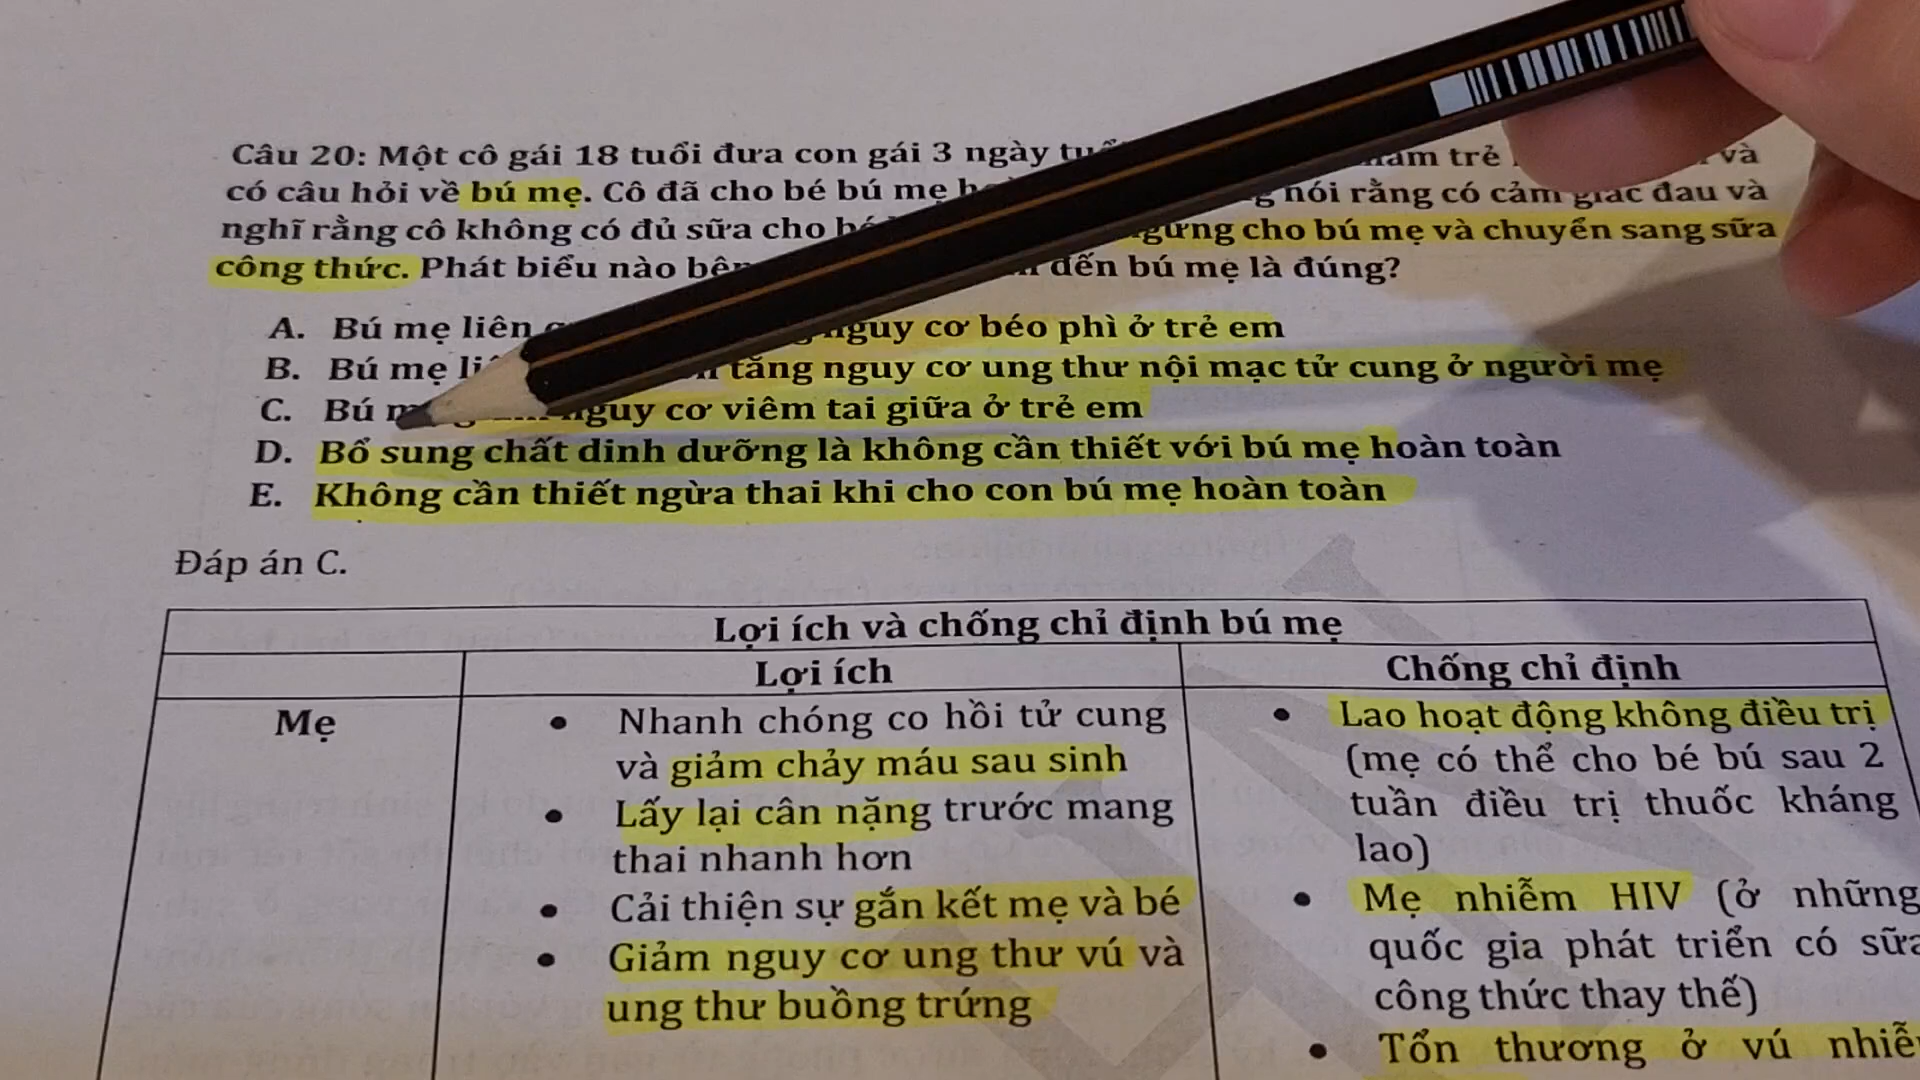 Câu 20: Một cô gái 18 tuổi đưa con gái 3 ngày khám trẻ và
có câu hỏi về bú mẹ. Cô đã cho bé bú mẹ nói rằng có cảm giác đau và
nghĩ rằng cô không có đủ sữa cho bé ngưng cho bú mẹ và chuyển sang sữa
công thức. Phát biểu nào bên đến bú mẹ là đúng?
A. Bú mẹ liên nguy cơ béo phì ở trẻ em
B. Bú mẹ tăng nguy cơ ung thư nội mạc tử cung ở người mẹ
C. Bú nguy cơ viêm tai giữa ở trẻ em
D. Bổ sung chất dinh dưỡng là không cần thiết với bú mẹ hoàn toàn
E. Không cần thiết ngừa thai khi cho con bú mẹ hoàn toàn
Đáp án C.
Lợi ích và chống chỉ định bú mẹ
Lợi ích Chống chỉ định
Mẹ
• Nhanh chóng co hồi tử cung
và giảm chảy máu sau sinh
• Lấy lại cân nặng trước mang
thai nhanh hơn
• Cải thiện sự gắn kết mẹ và bé
• Giảm nguy cơ ung thư vú và
ung thư buồng trứng
• Lao hoạt động không điều trị
(mẹ có thể cho bé bú sau 2
tuần điều trị thuốc kháng
lao)
• Mẹ nhiễm HIV (ở những
quốc gia phát triển có sữa
công thức thay thế)
• Tổn thương ở vú